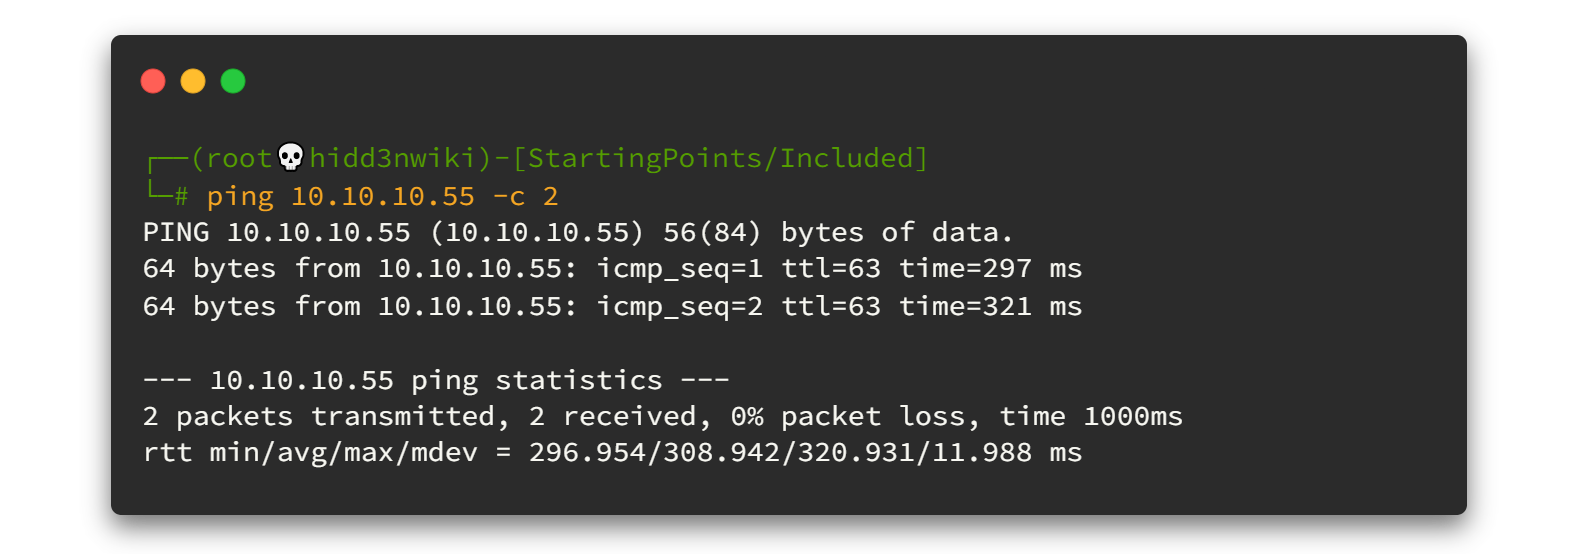 ┌──(root💀hidd3nwiki)-[StartingPoints/Included]
└─# ping 10.10.10.55 -c 2
PING 10.10.10.55 (10.10.10.55) 56(84) bytes of data.
64 bytes from 10.10.10.55: icmp_seq=1 ttl=63 time=297 ms
64 bytes from 10.10.10.55: icmp_seq=2 ttl=63 time=321 ms
--- 10.10.10.55 ping statistics ---
2 packets transmitted, 2 received, 0% packet loss, time 1000ms
rtt min/avg/max/mdev = 296.954/308.942/320.931/11.988 ms